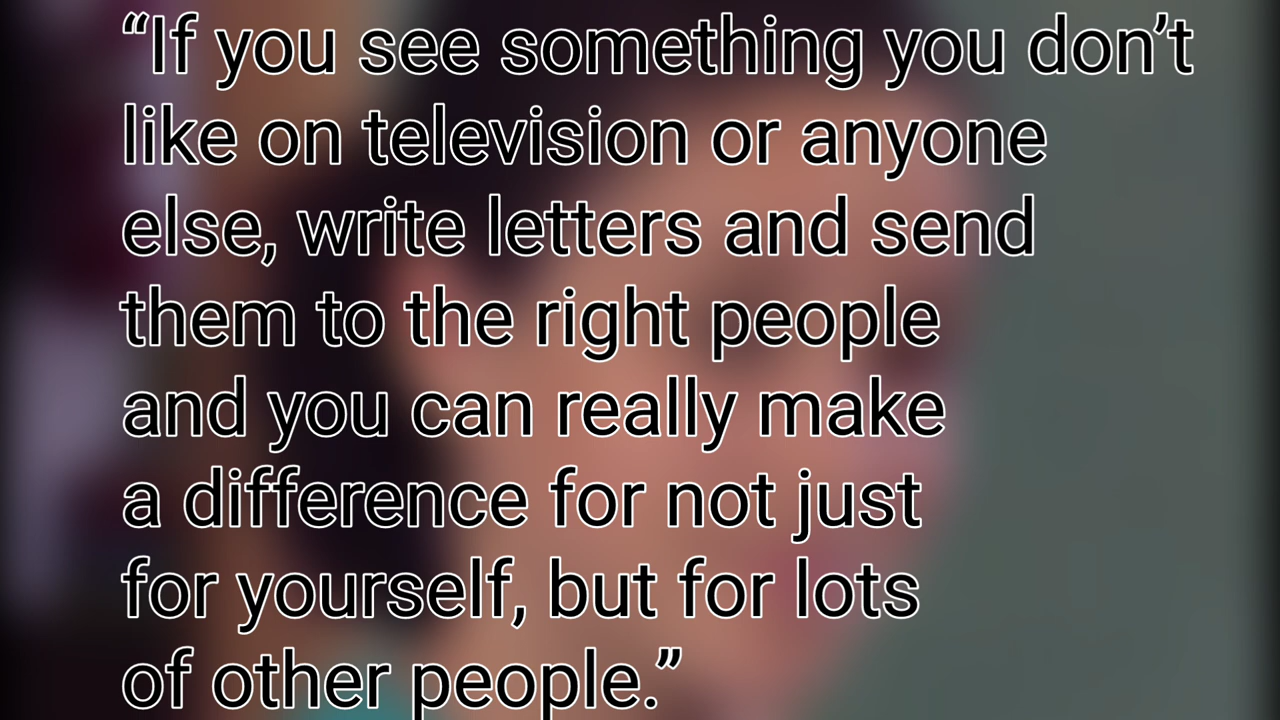 “If you see something you don’t
like on television or anyone
else, write letters and send
them to the right people
and you can really make
a difference for not just
for yourself, but for lots
of other people.”